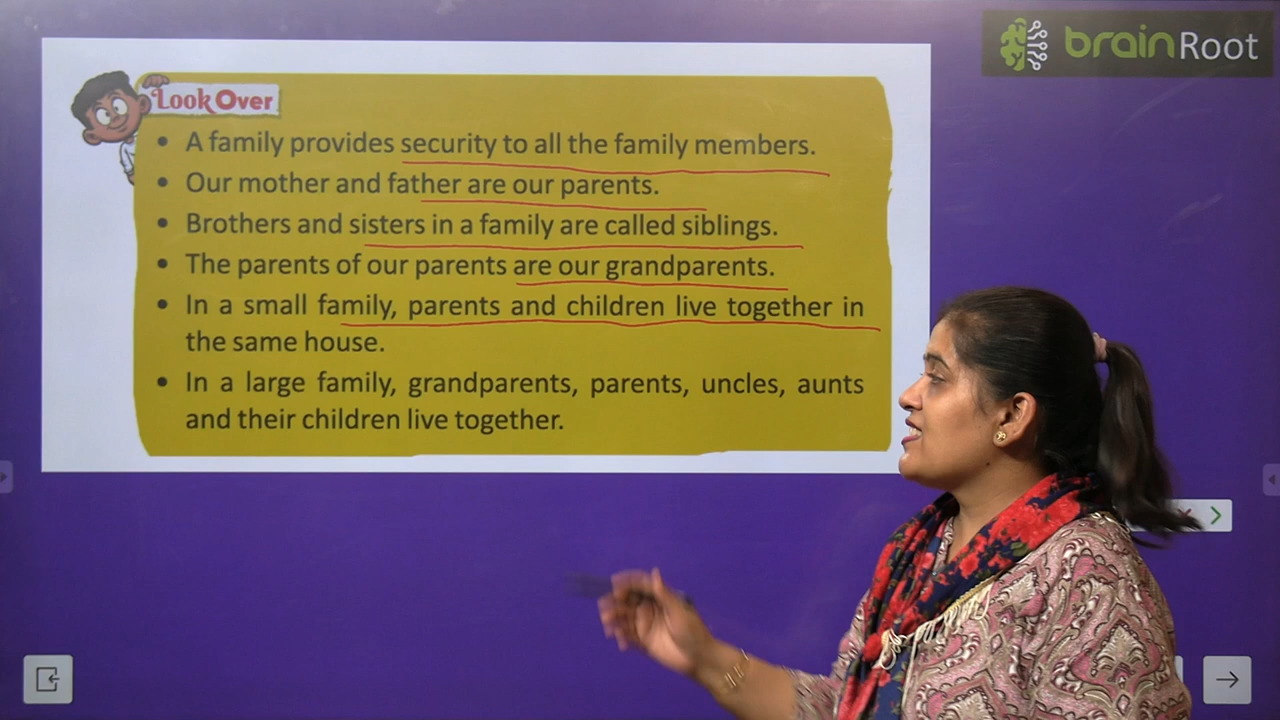 brainRoot
Look Over
• A family provides security to all the family members.
• Our mother and father are our parents.
• Brothers and sisters in a family are called siblings.
• The parents of our parents are our grandparents.
• In a small family, parents and children live together in
the same house.
• In a large family, grandparents, parents, uncles, aunts
and their children live together.